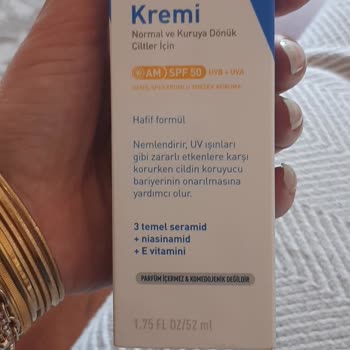 Kremi
Normal ve Kuruya Dönük
Ciltler İçin
AM SPF 50 UVB + UVA
Hafif formül
Nemlendirir, UV ışınları
gibi zararlı etkenlere karşı
korurken cildin koruyucu
bariyerinin onarılmasına
yardımcı olur.
3 temel seramid
+ niasinamid
+ E vitamini
PARFÜM İÇERMEZ & KOMEDOJENİK DEĞİLDİR
1.75 FL OZ/52 ml